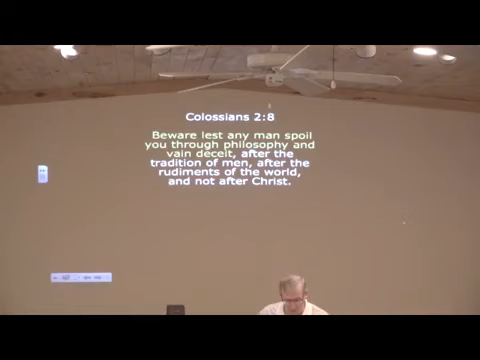 Colossians 2:8
Beware lest any man spoil
you through philosophy and
vain deceit, after the
tradition of men, after the
rudiments of the world,
and not after Christ.